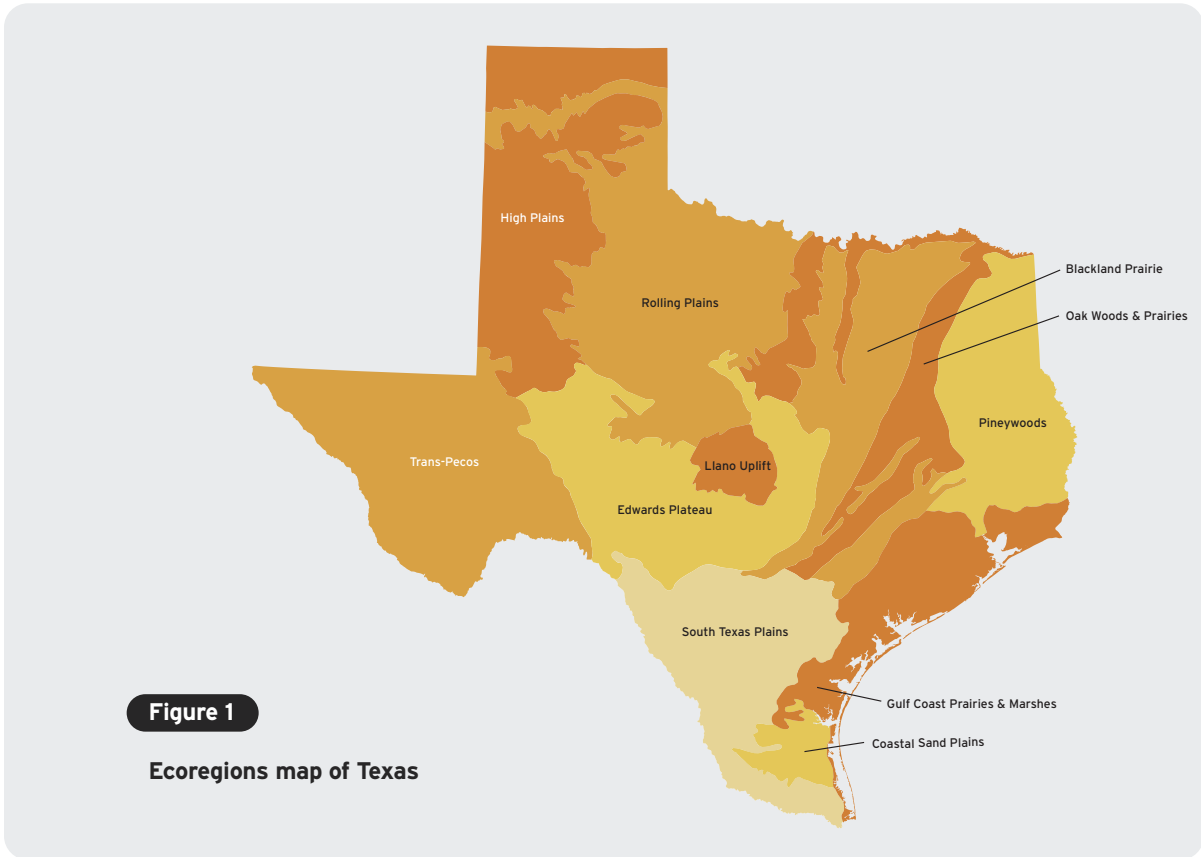 High Plains
Blackland Prairie
Rolling Plains
Oak Woods & Prairies
Pineywoods
Trans-Pecos
Llano Uplift
Edwards Plateau
South Texas Plains
Gulf Coast Prairies & Marshes
Coastal Sand Plains
Figure 1
Ecoregions map of Texas